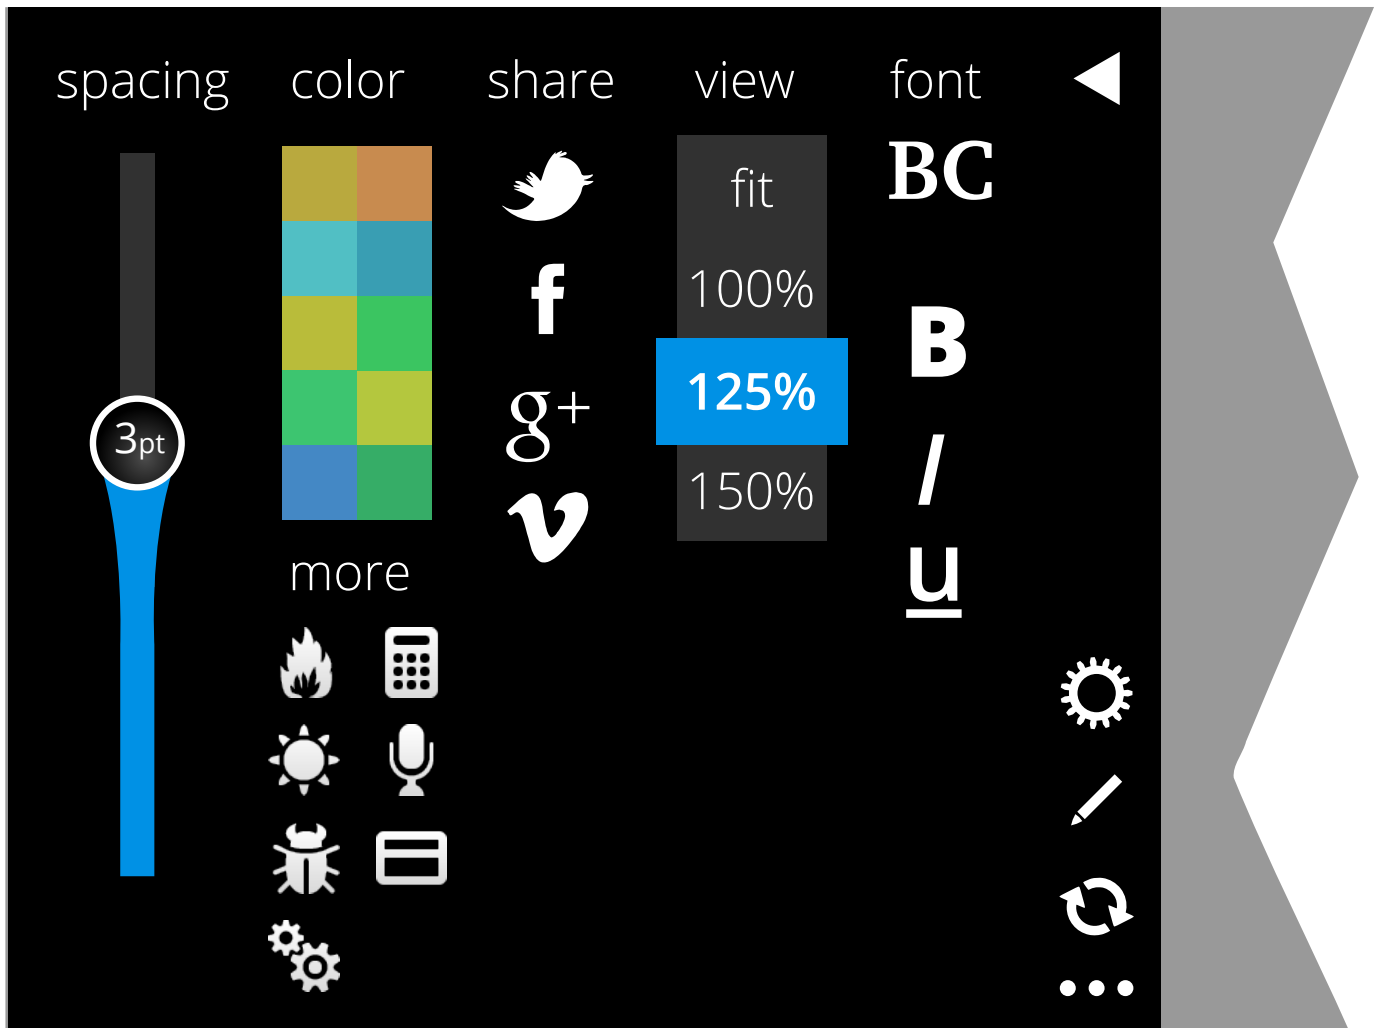 spacing
3pt
color
more
share
f
g+
v
view
fit
100%
125%
150%
font
BC
B
I
u